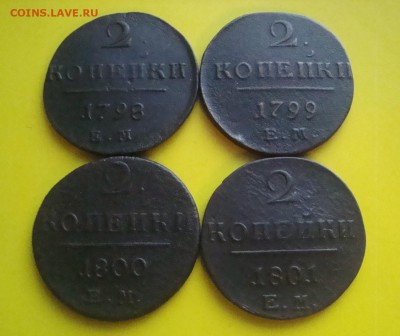 COINS.LAVE.RU
2
КОПЕЙКИ
1798
Е.М.
2.
КОПЕЙКИ
1799
Е.М.
2.
КОПЕЙКИ
1800
Е.М.
2
КОПЕЙКИ
1801
Е.М.